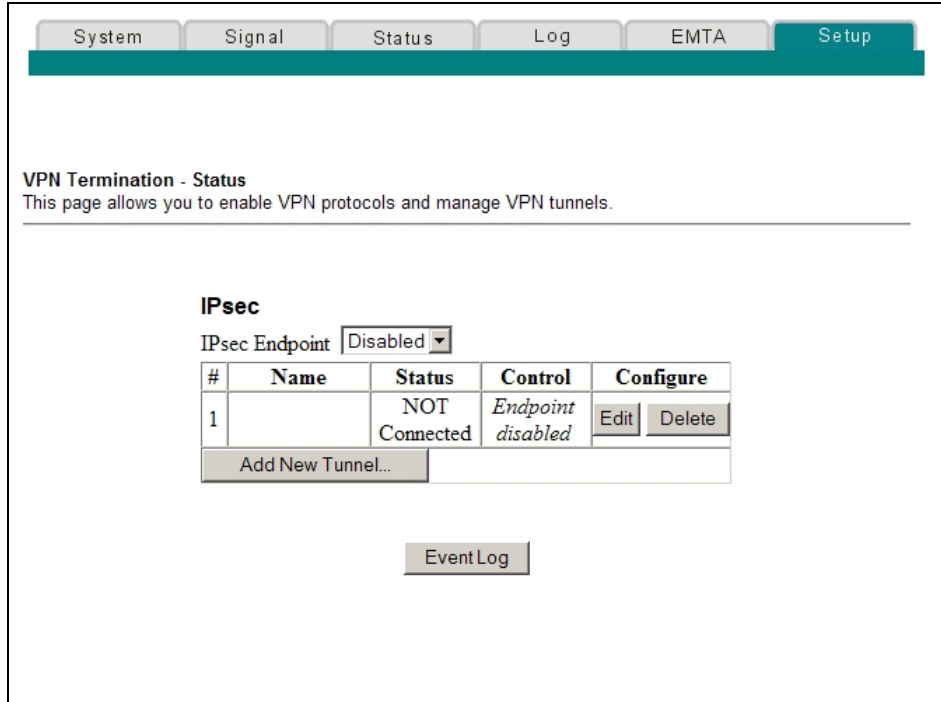 System Signal Status Log EMTA Setup
VPN Termination - Status
This page allows you to enable VPN protocols and manage VPN tunnels.
IPsec
IPsec Endpoint Disabled
# Name Status Control Configure
1 NOT Connected Endpoint disabled Edit Delete
Add New Tunnel...
Event Log